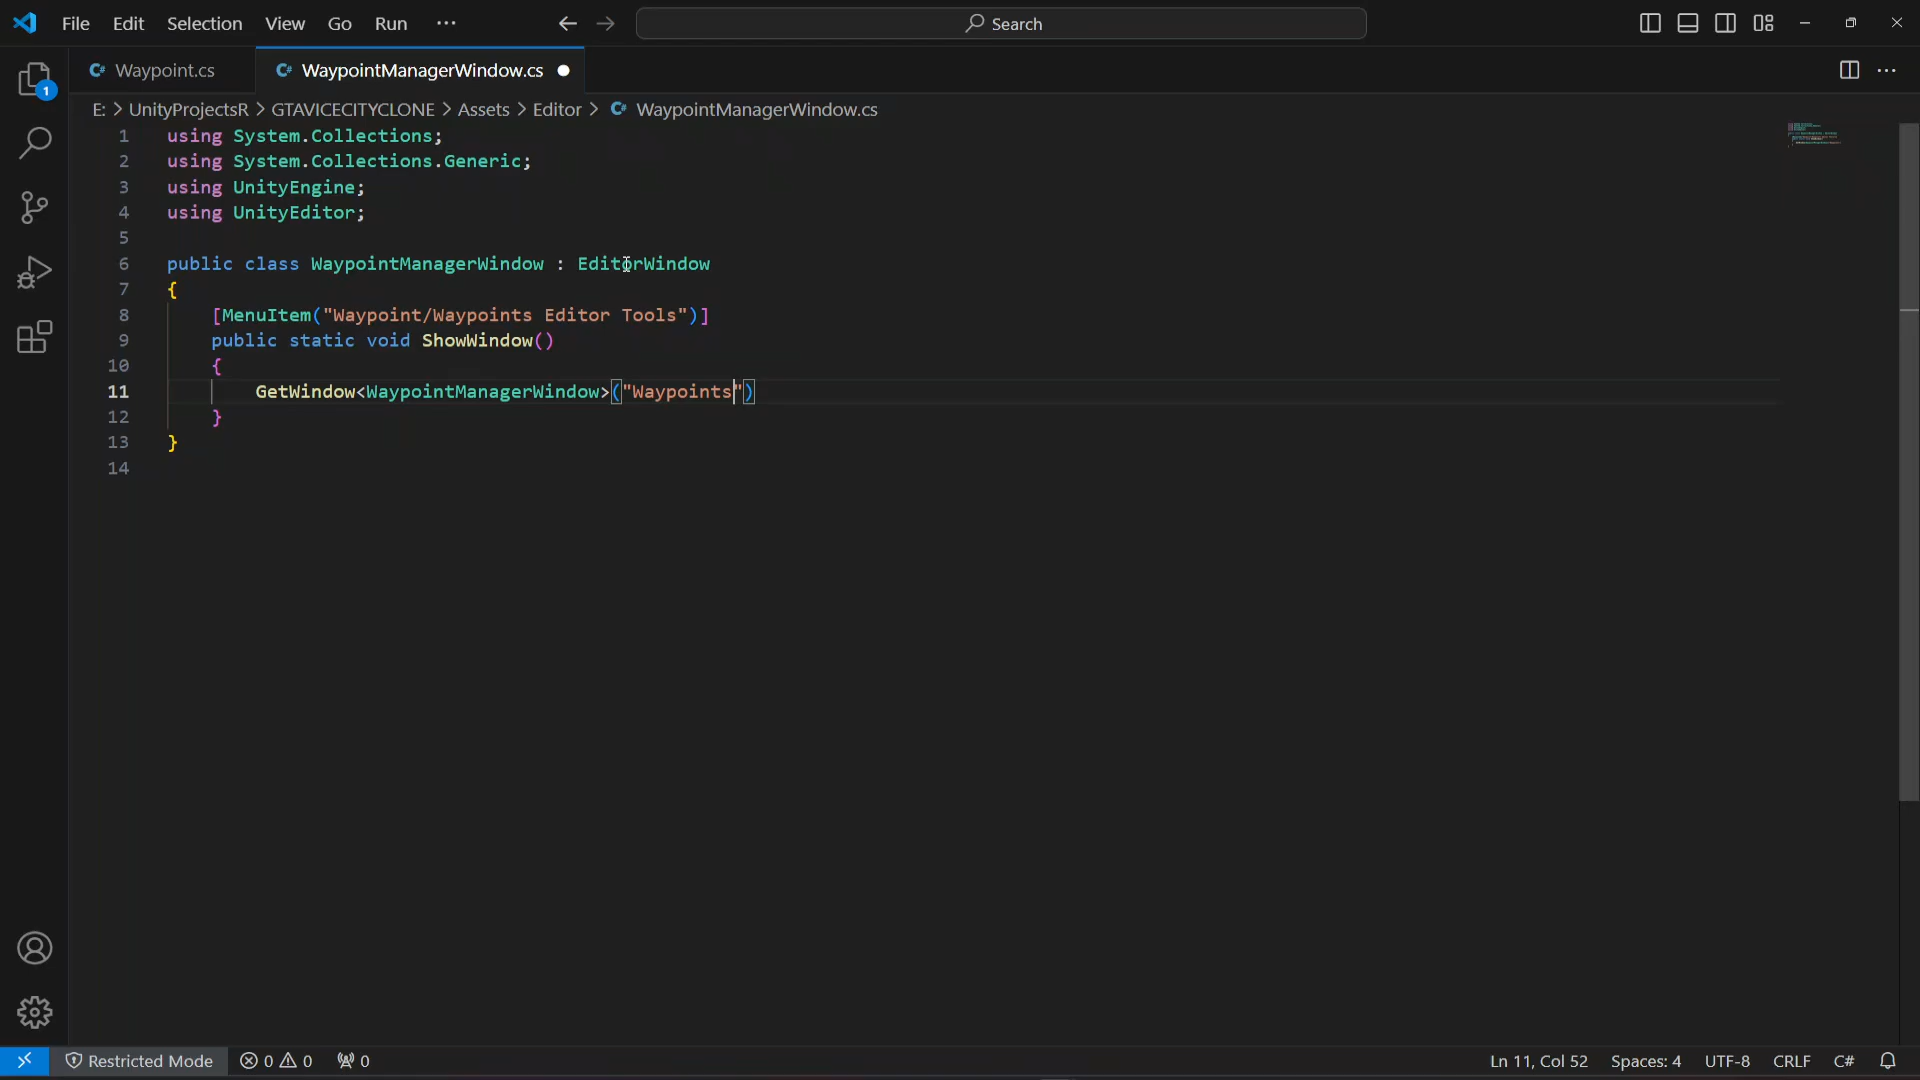 File Edit Selection View Go Run ··· Search
Waypoint.cs WaypointManagerWindow.cs
E: > UnityProjectsR > GTAVICECITYCLONE > Assets > Editor > WaypointManagerWindow.cs
1 using System.Collections;
2 using System.Collections.Generic;
3 using UnityEngine;
4 using UnityEditor;
5
6 public class WaypointManagerWindow : EditorWindow
7 {
8 [MenuItem("Waypoint/Waypoints Editor Tools")]
9 public static void ShowWindow()
10 {
11 GetWindow<WaypointManagerWindow>("Waypoints")
12 }
13 }
14
1
Restricted Mode 0 0 0 Ln 11, Col 52 Spaces: 4 UTF-8 CRLF C#